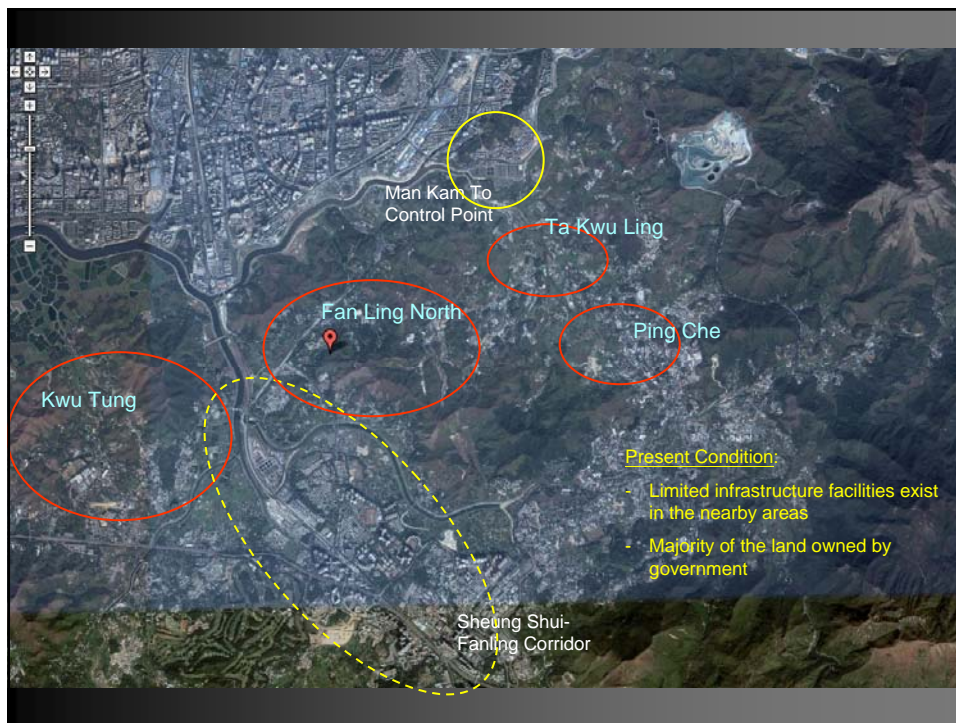 Man Kam To
Control Point
Ta Kwu Ling
Fan Ling North
Ping Che
Kwu Tung
Present Condition:
- Limited infrastructure facilities exist
in the nearby areas
- Majority of the land owned by
government
Sheung Shui-
Fanling Corridor